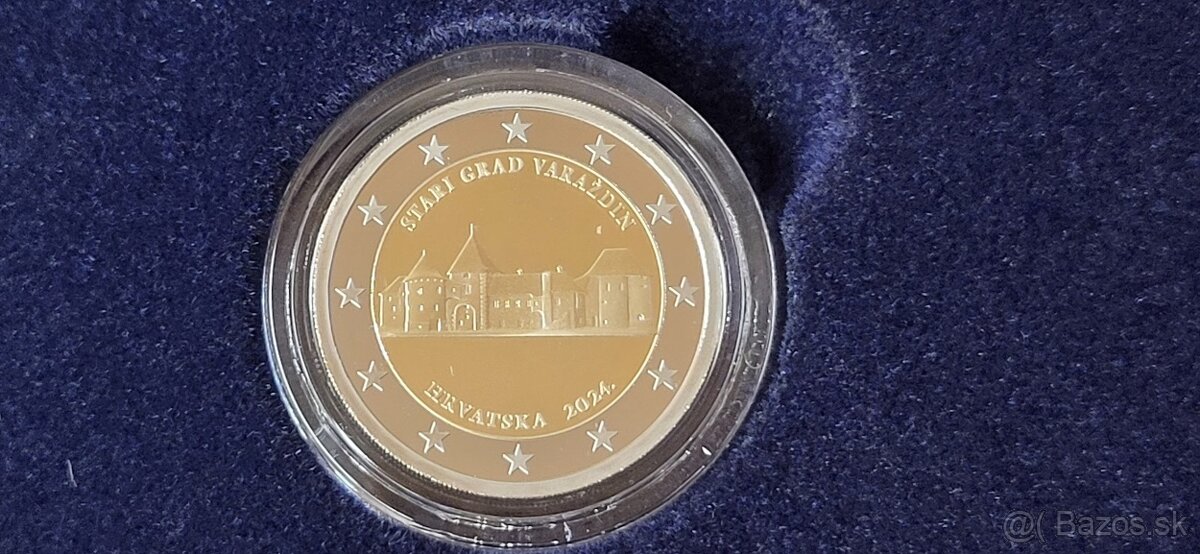 STARI GRAD VARAŽDIN
HRVATSKA 2024.
@( Bazos.sk